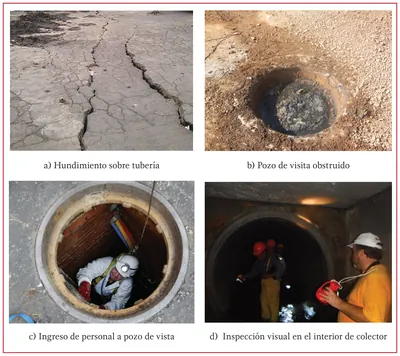 a) Hundimiento sobre tubería
b) Pozo de visita obstruido
c) Ingreso de personal a pozo de vista
d) Inspección visual en el interior de colector